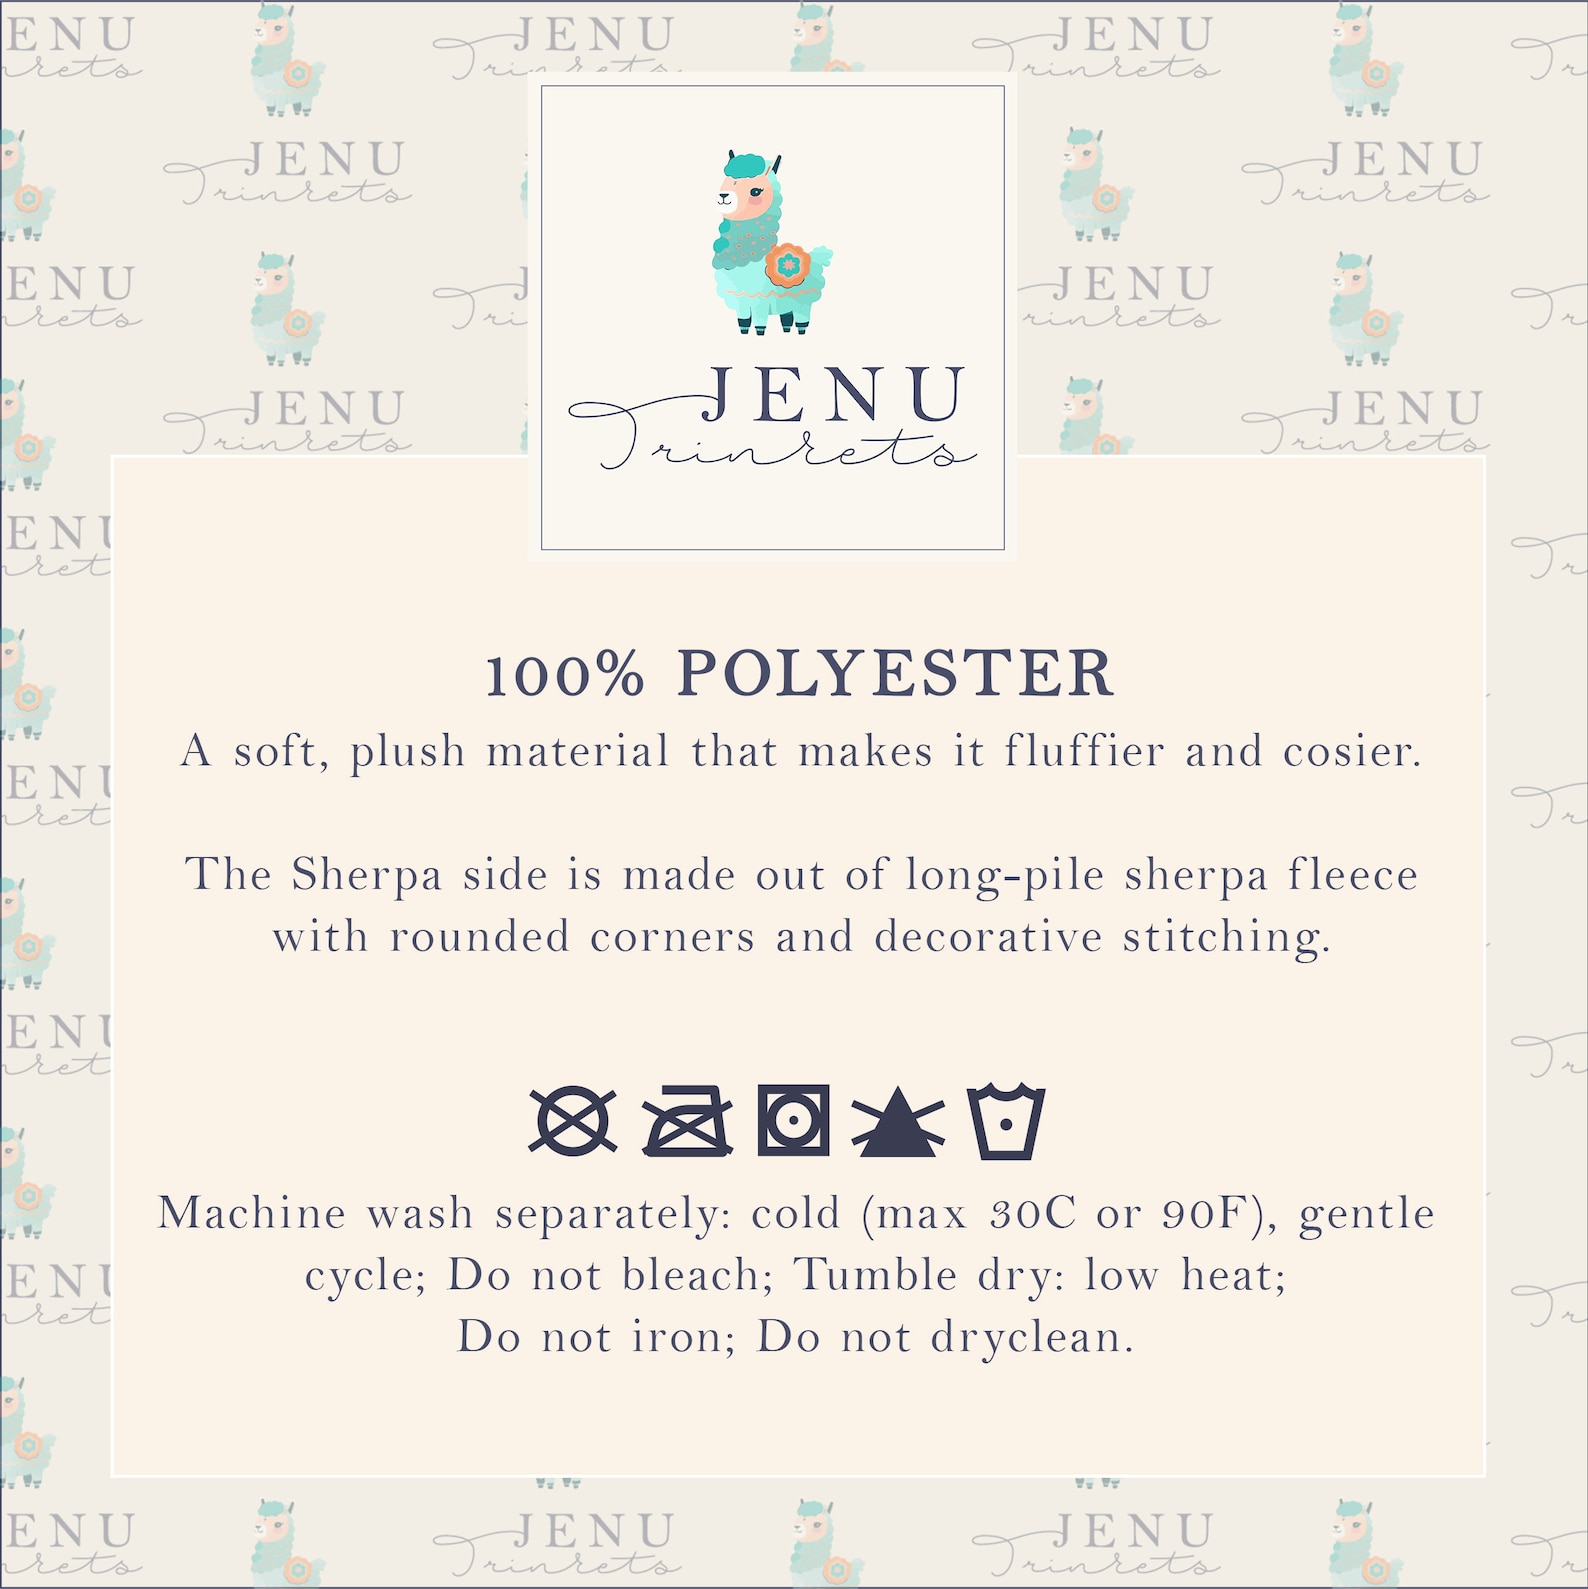 JENU
Trinkets
100% POLYESTER
A soft, plush material that makes it fluffier and cosier.
The Sherpa side is made out of long-pile sherpa fleece
with rounded corners and decorative stitching.
Machine wash separately: cold (max 30C or 90F), gentle
cycle; Do not bleach; Tumble dry: low heat;
Do not iron; Do not dryclean.